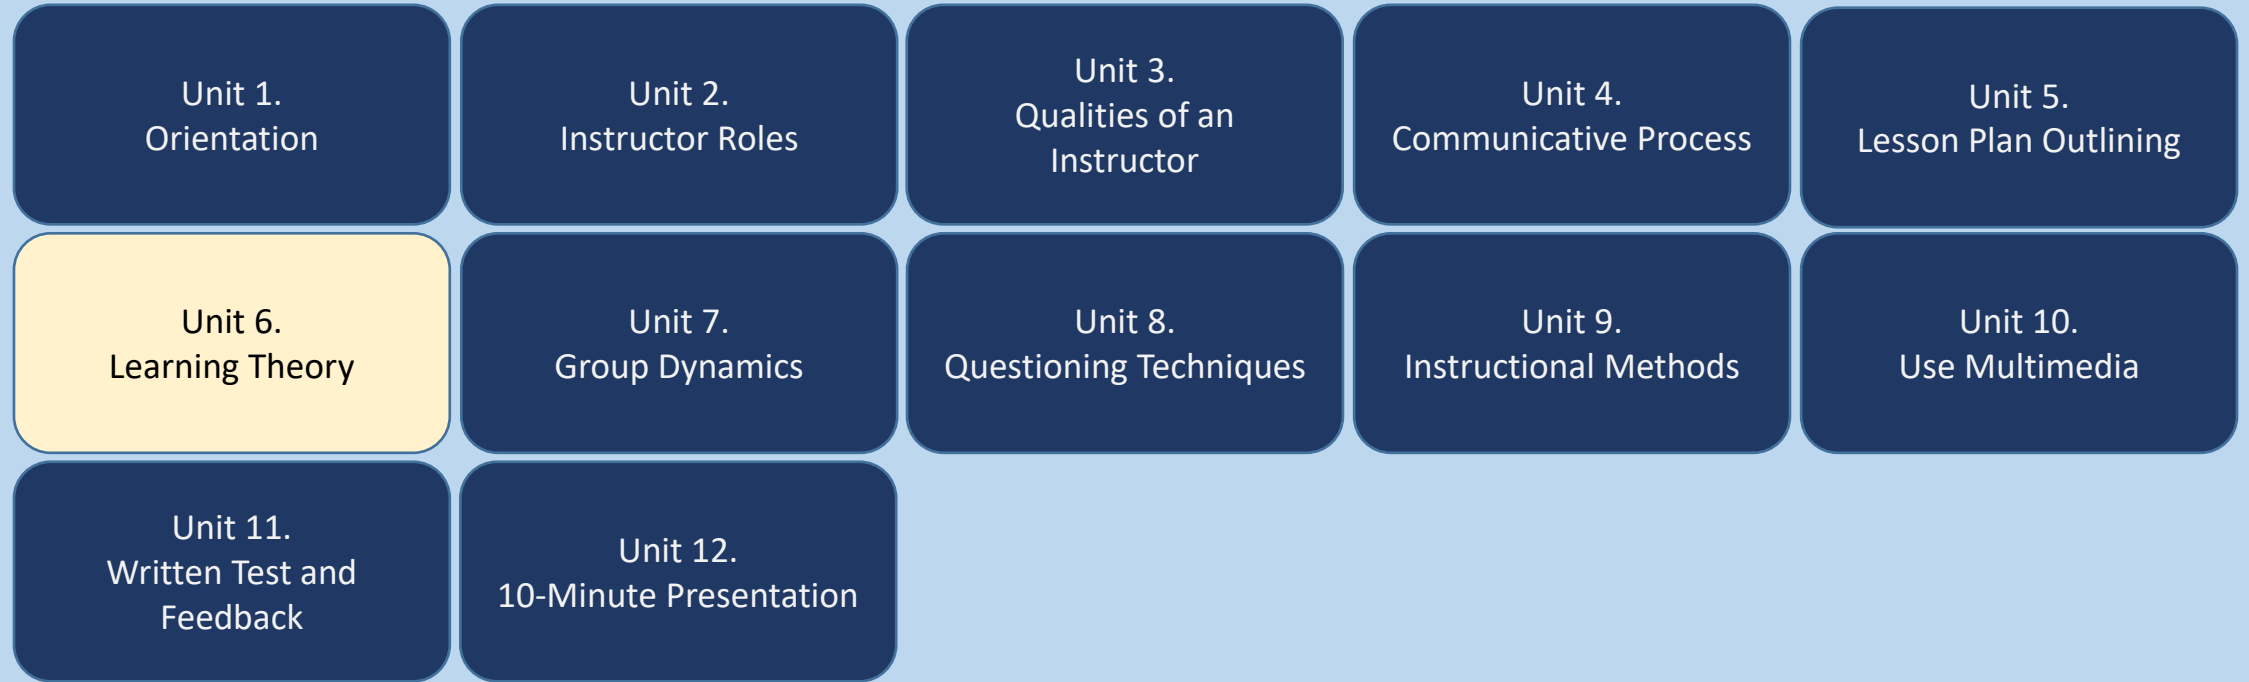 Unit 1.
Orientation
Unit 2.
Instructor Roles
Unit 3.
Qualities of an
Instructor
Unit 4.
Communicative Process
Unit 5.
Lesson Plan Outlining
Unit 6.
Learning Theory
Unit 7.
Group Dynamics
Unit 8.
Questioning Techniques
Unit 9.
Instructional Methods
Unit 10.
Use Multimedia
Unit 11.
Written Test and
Feedback
Unit 12.
10-Minute Presentation